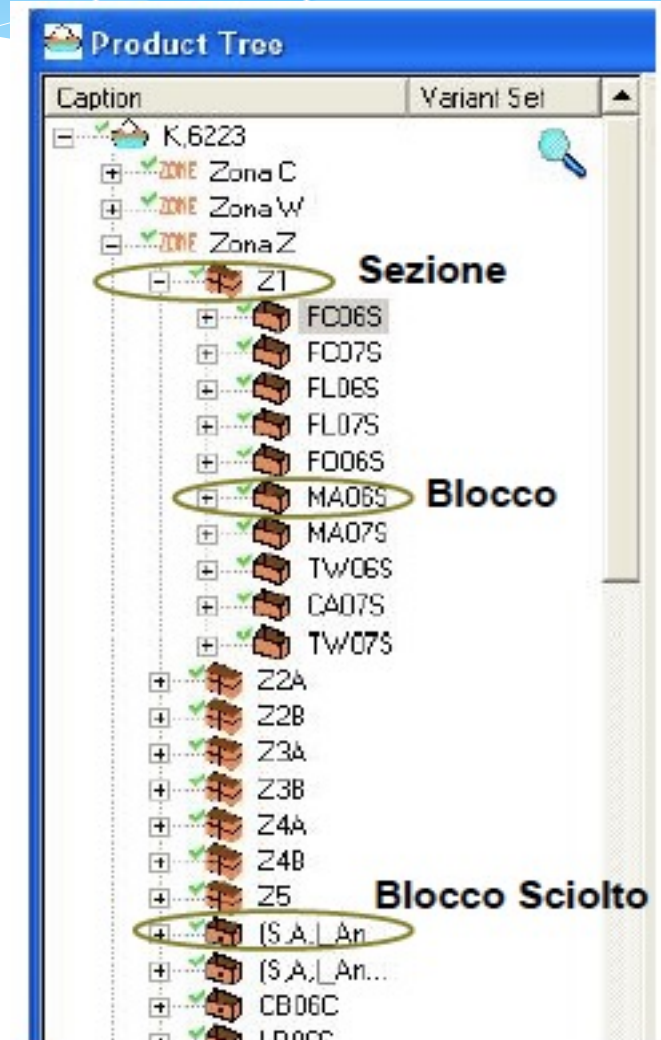 Product Tree
Caption Variant Set
K,6223
ZONE Zona C
ZONE Zona W
ZONE Zona Z
Z1 Sezione
FC06S
FC07S
FL06S
FL07S
FO06S
MA06S Blocco
MA07S
TW06S
CA07S
TW07S
Z2A
Z2B
Z3A
Z3B
Z4A
Z4B
Z5 Blocco Sciolto
(S,A,)_An
(S,A,)_An...
CB06C